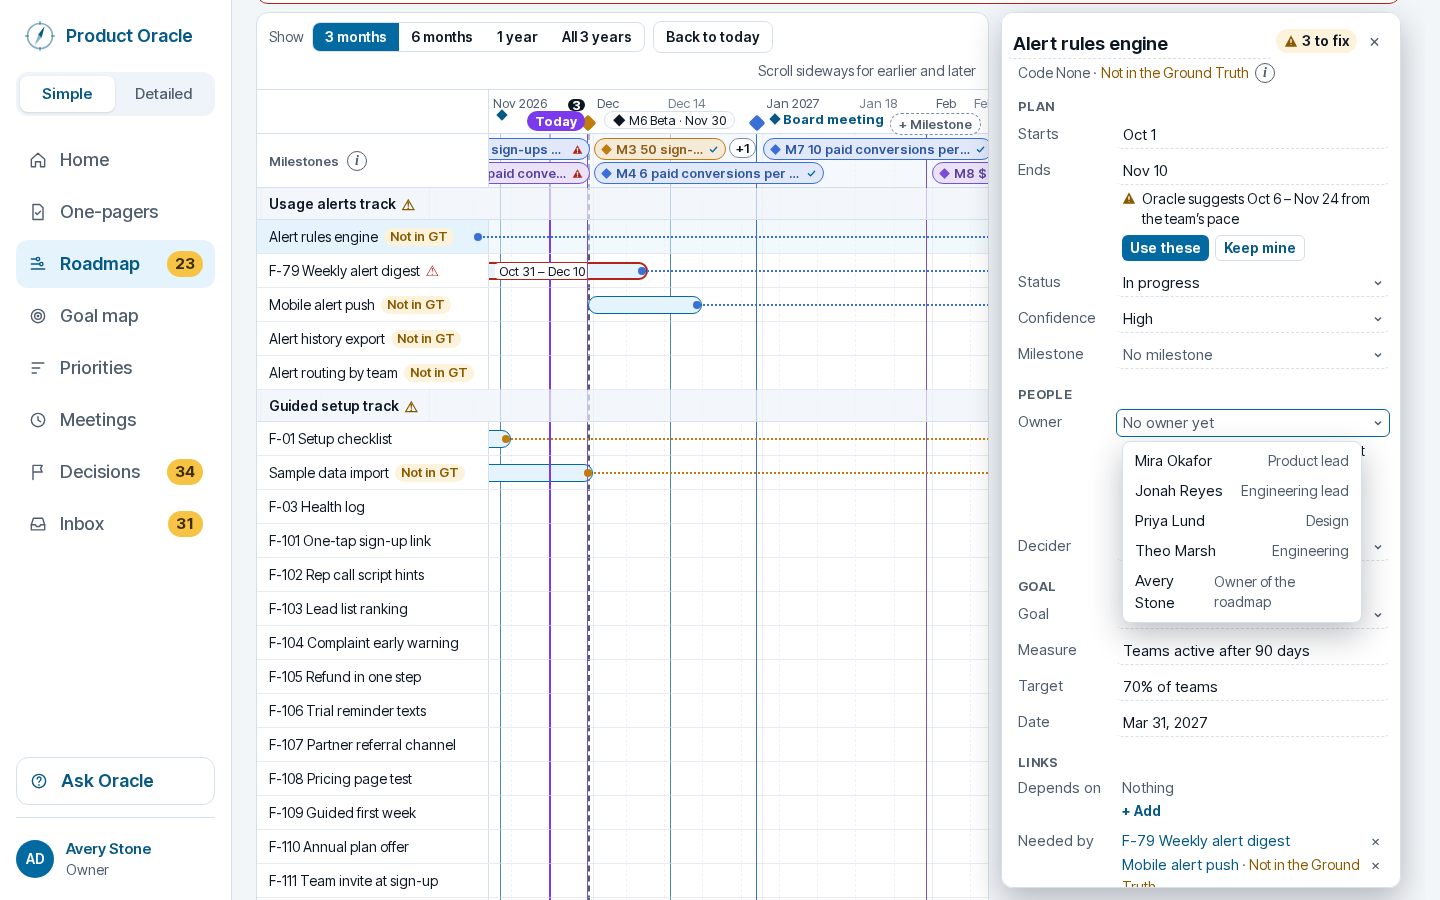 Product Oracle
Simple
Detailed
Home
One-pagers
Roadmap
23
Goal map
Priorities
Meetings
Decisions
34
Inbox
31
Ask Oracle
AD
Avery Stone
Owner
Show
3 months
6 months
1 year
All 3 years
Back to today
Scroll sideways for earlier and later
Nov 2026
3
Dec
Dec 14
Jan 2027
Jan 18
Feb
Today
M6 Beta · Nov 30
Board meeting
+ Milestone
Milestones
i
sign-ups ...
M3 50 sign-...
+1
M7 10 paid conversions per...
paid conve...
M4 6 paid conversions per ...
M8 $
Usage alerts track
Alert rules engine
Not in GT
F-79 Weekly alert digest
Oct 31 – Dec 10
Mobile alert push
Not in GT
Alert history export
Not in GT
Alert routing by team
Not in GT
Guided setup track
F-01 Setup checklist
Sample data import
Not in GT
F-03 Health log
F-101 One-tap sign-up link
F-102 Rep call script hints
F-103 Lead list ranking
F-104 Complaint early warning
F-105 Refund in one step
F-106 Trial reminder texts
F-107 Partner referral channel
F-108 Pricing page test
F-109 Guided first week
F-110 Annual plan offer
F-111 Team invite at sign-up
Alert rules engine
3 to fix
×
Code None · Not in the Ground Truth
i
PLAN
Starts
Oct 1
Ends
Nov 10
Oracle suggests Oct 6 – Nov 24 from
the team's pace
Use these
Keep mine
Status
In progress
Confidence
High
Milestone
No milestone
PEOPLE
Owner
No owner yet
Mira Okafor
Product lead
Jonah Reyes
Engineering lead
Priya Lund
Design
Theo Marsh
Engineering
Avery
Stone
Owner of the
roadmap
Decider
GOAL
Goal
Measure
Teams active after 90 days
Target
70% of teams
Date
Mar 31, 2027
LINKS
Depends on
Nothing
+ Add
Needed by
F-79 Weekly alert digest
×
Mobile alert push · Not in the Ground
×
Truth